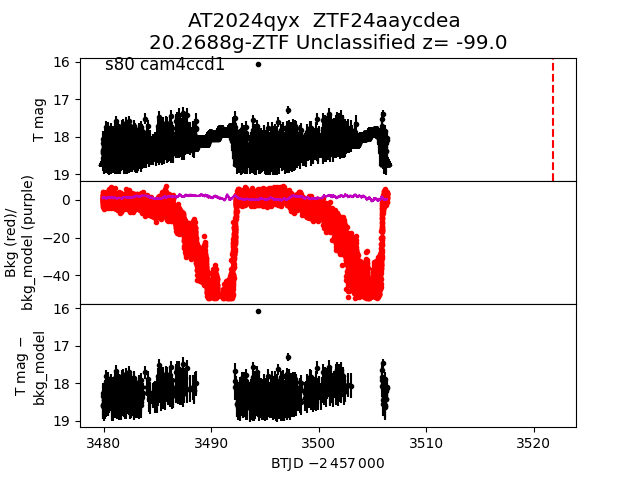 AT2024qyx  ZTF24aaycdea
20.2688g-ZTF Unclassified z= -99.0
s80 cam4ccd1
16
17
18
19
T mag
0
−20
−40
Bkg (red)/
bkg_model (purple)
16
17
18
19
T mag −
bkg_model
3480
3490
3500
3510
3520
BTJD −2 457 000